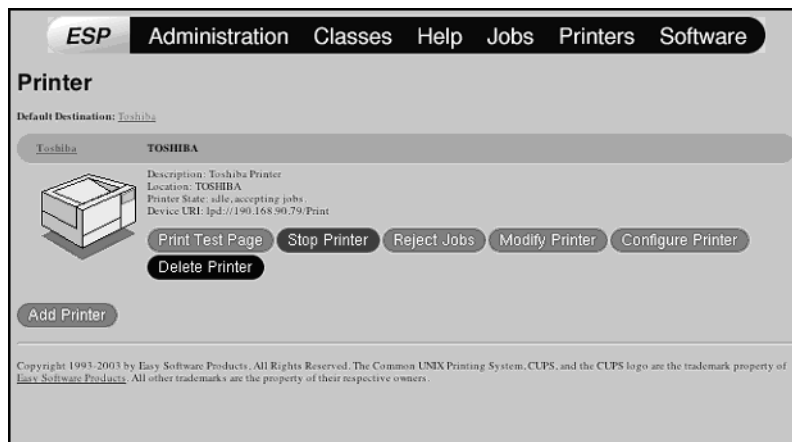 ESP Administration Classes Help Jobs Printers Software
Printer
Default Destination: Toshiba
Toshiba TOSHIBA
Description: Toshiba Printer
Location: TOSHIBA
Printer State: idle, accepting jobs.
Device URI: lpd://190.168.90.79/Print
Print Test Page Stop Printer Reject Jobs Modify Printer Configure Printer
Delete Printer
Add Printer
Copyright 1993-2003 by Easy Software Products, All Rights Reserved. The Common UNIX Printing System, CUPS, and the CUPS logo are the trademark property of
Easy Software Products. All other trademarks are the property of their respective owners.